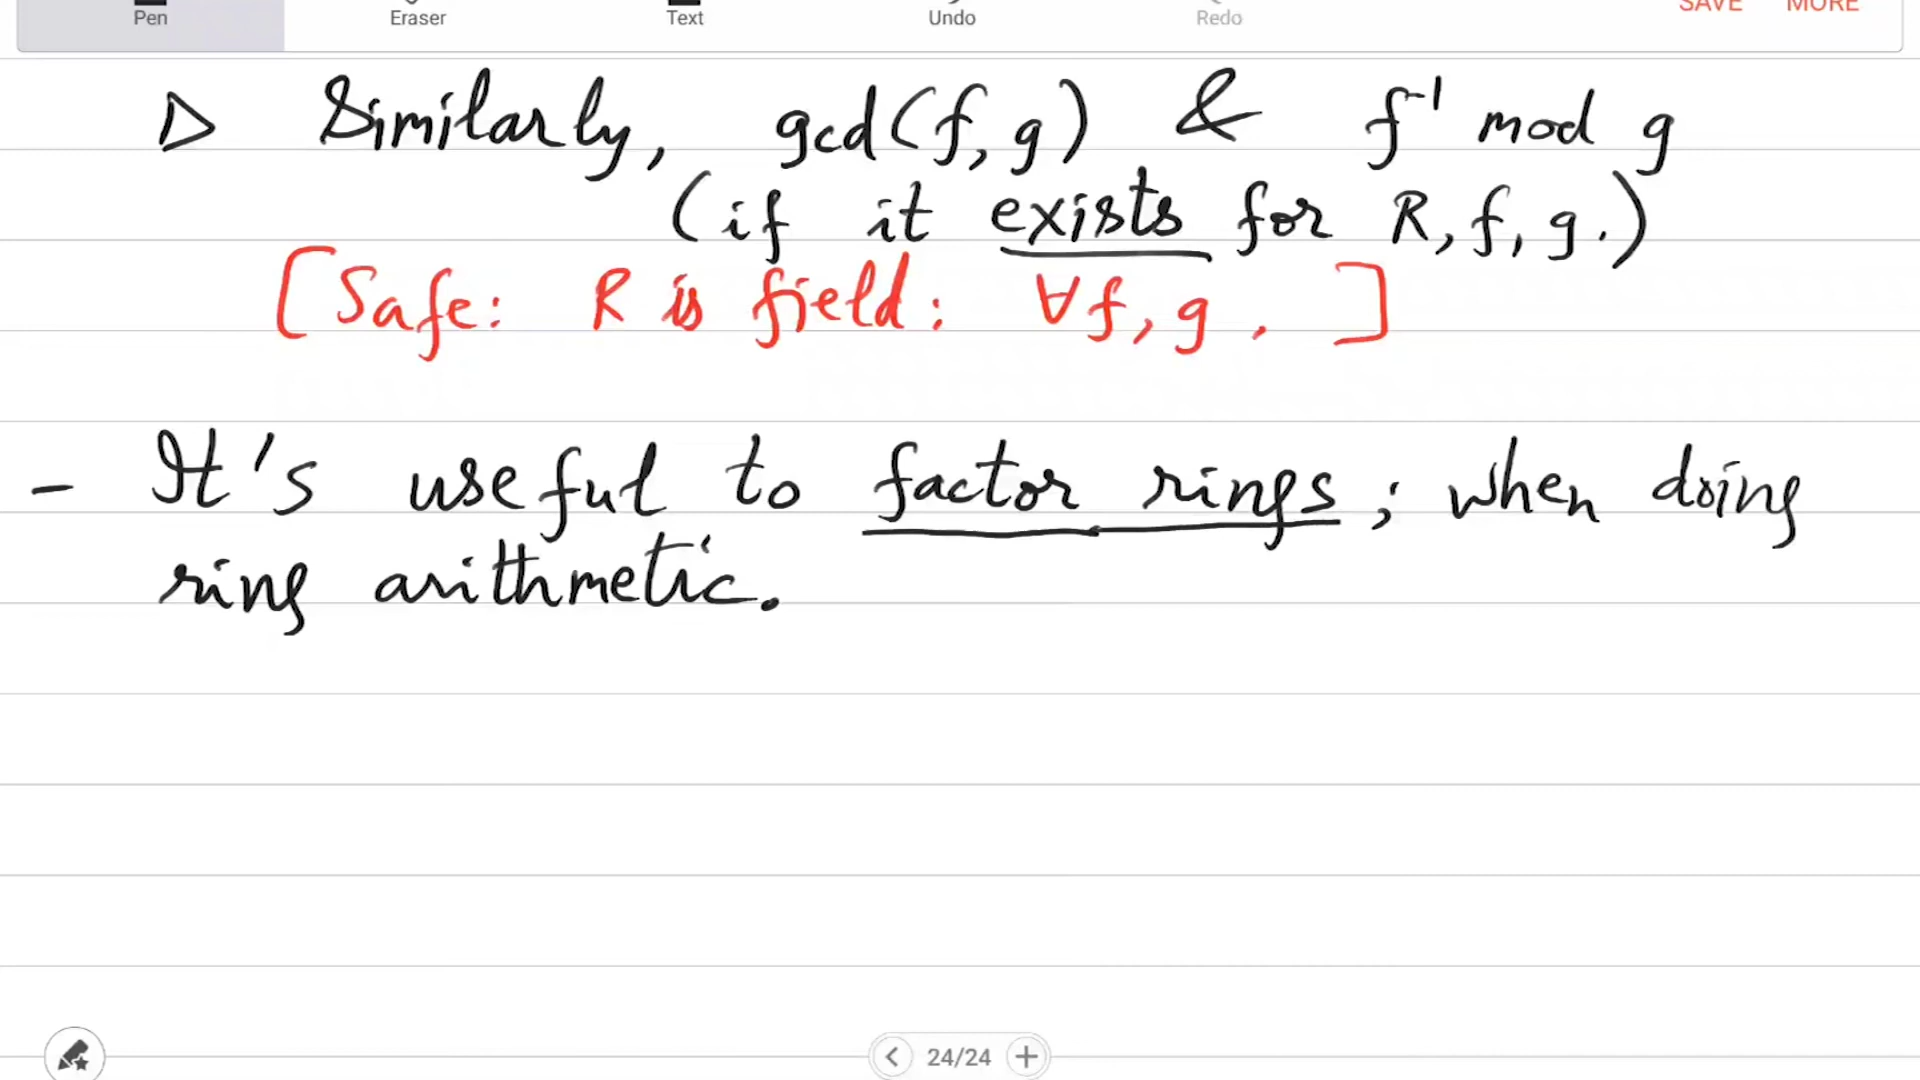 Pen Eraser Text Undo Redo SAVE MORE
▷ Similarly, gcd(f,g) & f⁻¹ mod g
(if it exists for R,f,g.)
[Safe: R is field: ∀f,g. ]
- It's useful to factor rings; when doing
ring arithmetic.
24/24